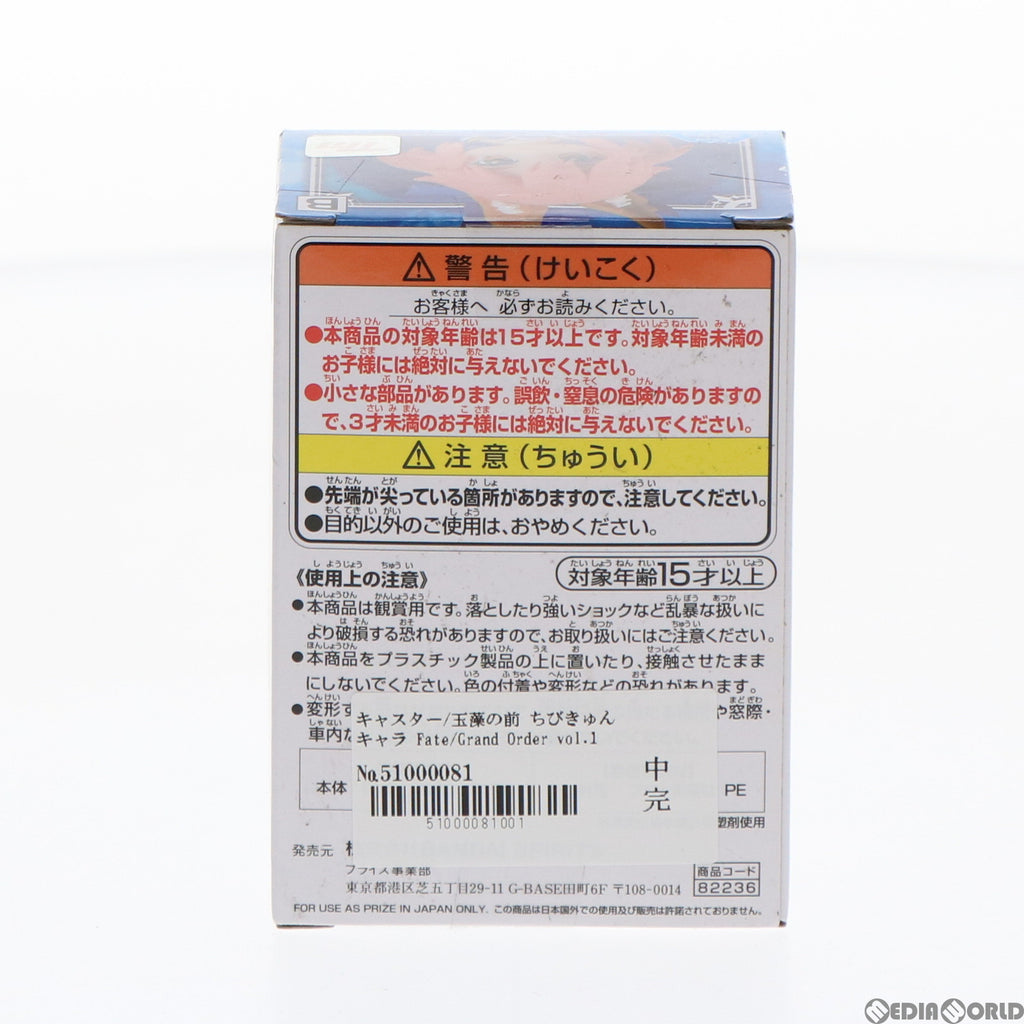 B
警告(けいこく)
お客様へ 必ずお読みください。
●本商品の対象年齢は15才以上です。対象年齢未満の
お子様には絶対に与えないでください。
●小さな部品があります。誤飲・窒息の危険がありますの
で、3才未満のお子様には絶対に与えないでください。
注意(ちゅうい)
●先端が尖っている箇所がありますので、注意してください。
●目的以外のご使用は、おやめください。
《使用上の注意》
対象年齢15才以上
●本商品は観賞用です。落としたり強いショックなど乱暴な扱いに
より破損する恐れがありますので、お取り扱いにはご注意ください。
●本商品をプラスチック製品の上に置いたり、接触させたまま
にしないでください。色の付着や変形などの恐れがあります。
●変形す
や窓際・
車内
キャスター/玉藻の前 ちびきゅん
キャラ Fate/Grand Order vol.1
No.51000081
中
完
51000081001
本体
PE
塑剤使用
発売元
プライズ事業部
東京都港区芝五丁目29-11 G-BASE田町6F 〒108-0014
商品コード
82236
FOR USE AS PRIZE IN JAPAN ONLY. この商品は日本国外での使用及び販売は許諾されておりません。
MEDIAWORLD